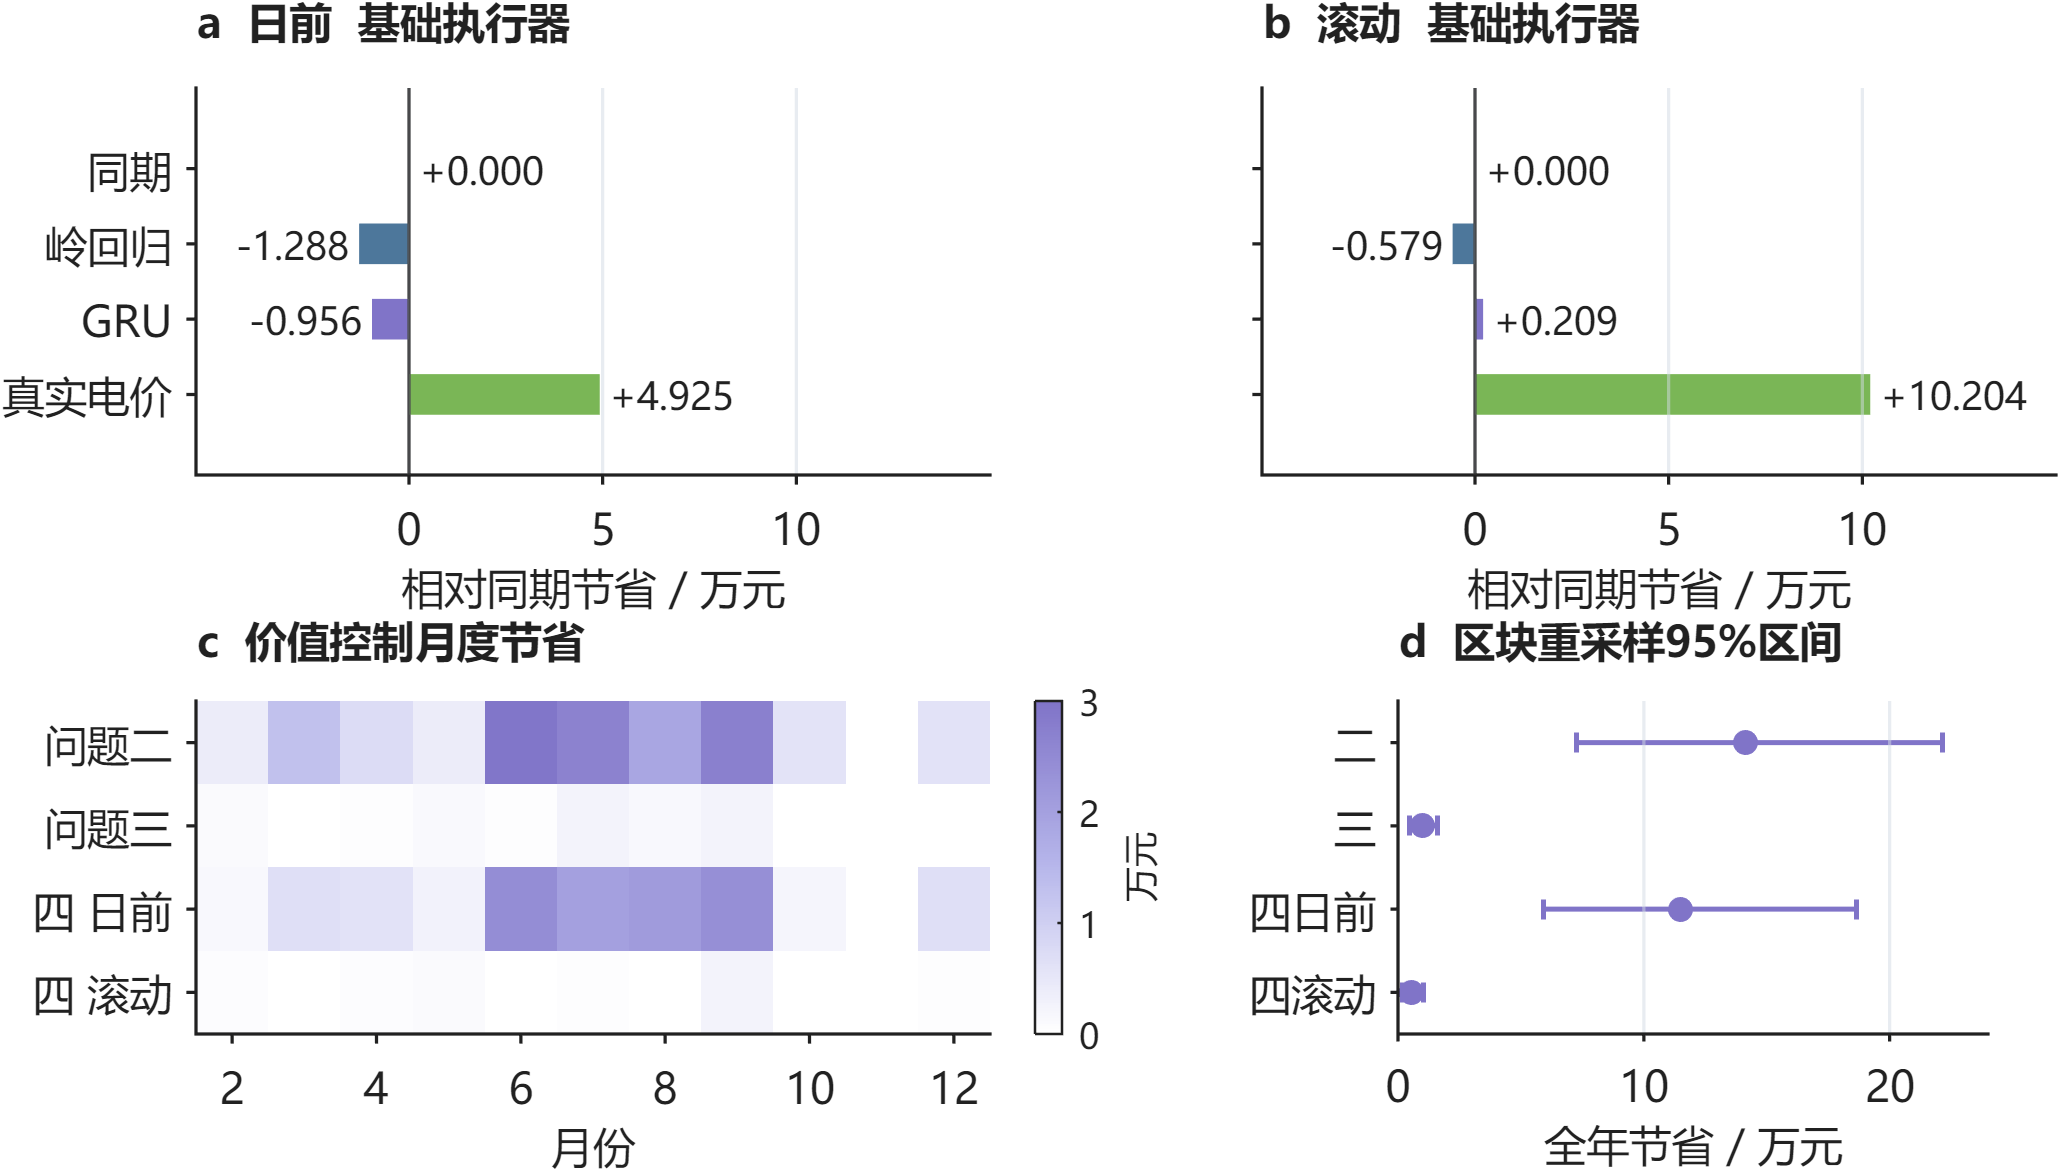 a 日前 基础执行器
同期
岭回归
GRU
真实电价
+0.000
-1.288
-0.956
+4.925
0 5 10
相对同期节省 / 万元
b 滚动 基础执行器
+0.000
-0.579
+0.209
+10.204
0 5 10
相对同期节省 / 万元
c 价值控制月度节省
问题二
问题三
四 日前
四 滚动
2 4 6 8 10 12
月份
3
2
1
0
万元
d 区块重采样95%区间
二
三
四日前
四滚动
0 10 20
全年节省 / 万元